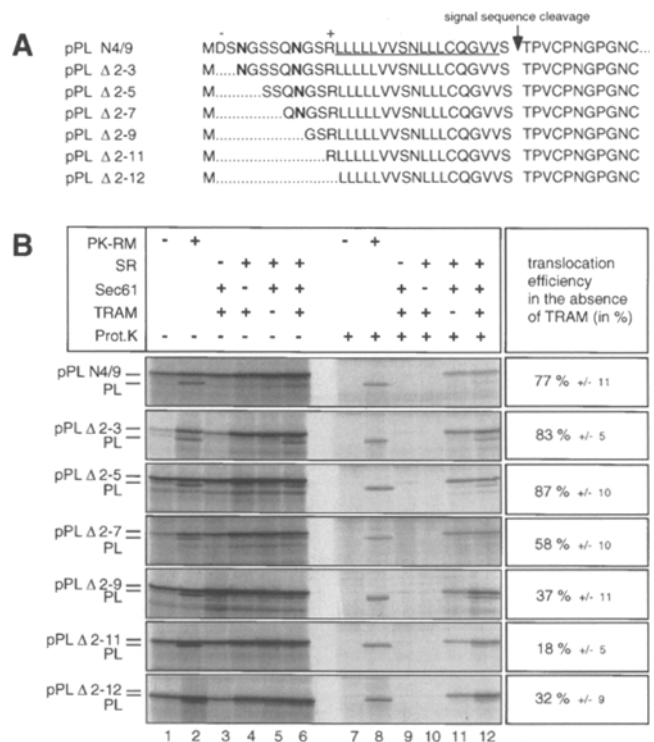 signal sequence cleavage
A
- +
pPL N4/9 MDSNGSSQNGSRLLLLLVVSNLLLCQGVVS TPVCPNGPGNC...
pPL Δ 2-3 M.....NGSSQNGSRLLLLLVVSNLLLCQGVVS TPVCPNGPGNC
pPL Δ 2-5 M..............SSQNGSRLLLLLVVSNLLLCQGVVS TPVCPNGPGNC
pPL Δ 2-7 M....................QNGSRLLLLLVVSNLLLCQGVVS TPVCPNGPGNC
pPL Δ 2-9 M.........................GSRLLLLLVVSNLLLCQGVVS TPVCPNGPGNC
pPL Δ 2-11 M...............................RLLLLLVVSNLLLCQGVVS TPVCPNGPGNC
pPL Δ 2-12 M.................................LLLLLVVSNLLLCQGVVS TPVCPNGPGNC
B
PK-RM - + - +
SR - + + + - + + +
Sec61 + - + + + - + +
TRAM + + - + + + - +
Prot.K - - - - - - + + + + + +
translocation
efficiency
in the absence
of TRAM (in %)
pPL N4/9
PL
77 % +/- 11
pPL Δ 2-3
PL
83 % +/- 5
pPL Δ 2-5
PL
87 % +/- 10
pPL Δ 2-7
PL
58 % +/- 10
pPL Δ 2-9
PL
37 % +/- 11
pPL Δ 2-11
PL
18 % +/- 5
pPL Δ 2-12
PL
32 % +/- 9
1 2 3 4 5 6 7 8 9 10 11 12